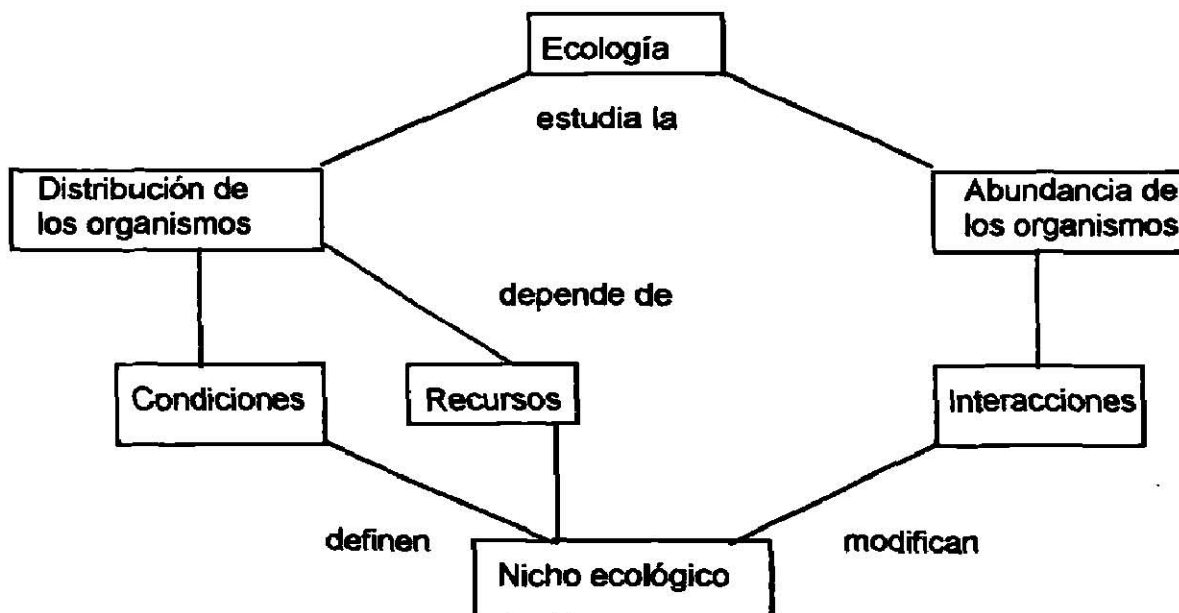 Ecología
estudia la
Distribución de
los organismos
Abundancia de
los organismos
depende de
Condiciones
Recursos
Interacciones
definen
modifican
Nicho ecológico